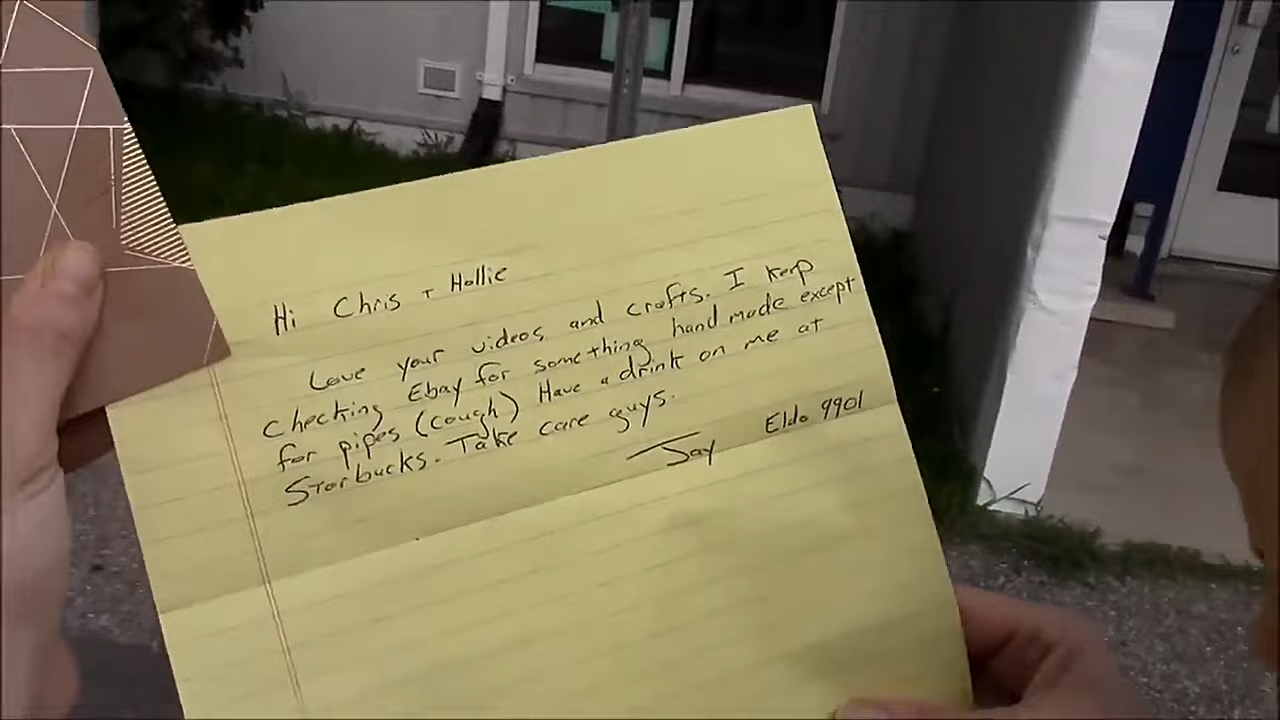 Hi Chris + Hollie
Love your videos and crafts. I keep
checking Ebay for something hand made except
for pipes (cough) Have a drink on me at
Starbucks. Take care guys.
Jay Eldo 9901